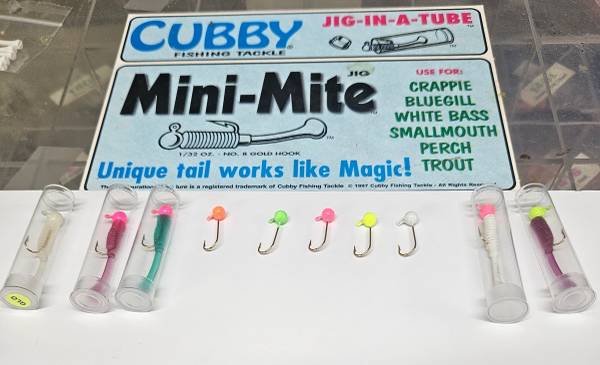 CUBBY
FISHING TACKLE
JIG-IN-A-TUBE
Mini-Mite
JIG
1/32 OZ. - NO. 8 GOLD HOOK
USE FOR:
CRAPPIE
BLUEGILL
WHITE BASS
SMALLMOUTH
PERCH
TROUT
Unique tail works like Magic!
lure is a registered trademark of Cubby Fishing Tackle © 1997 Cubby Fishing Tackle - All Rights